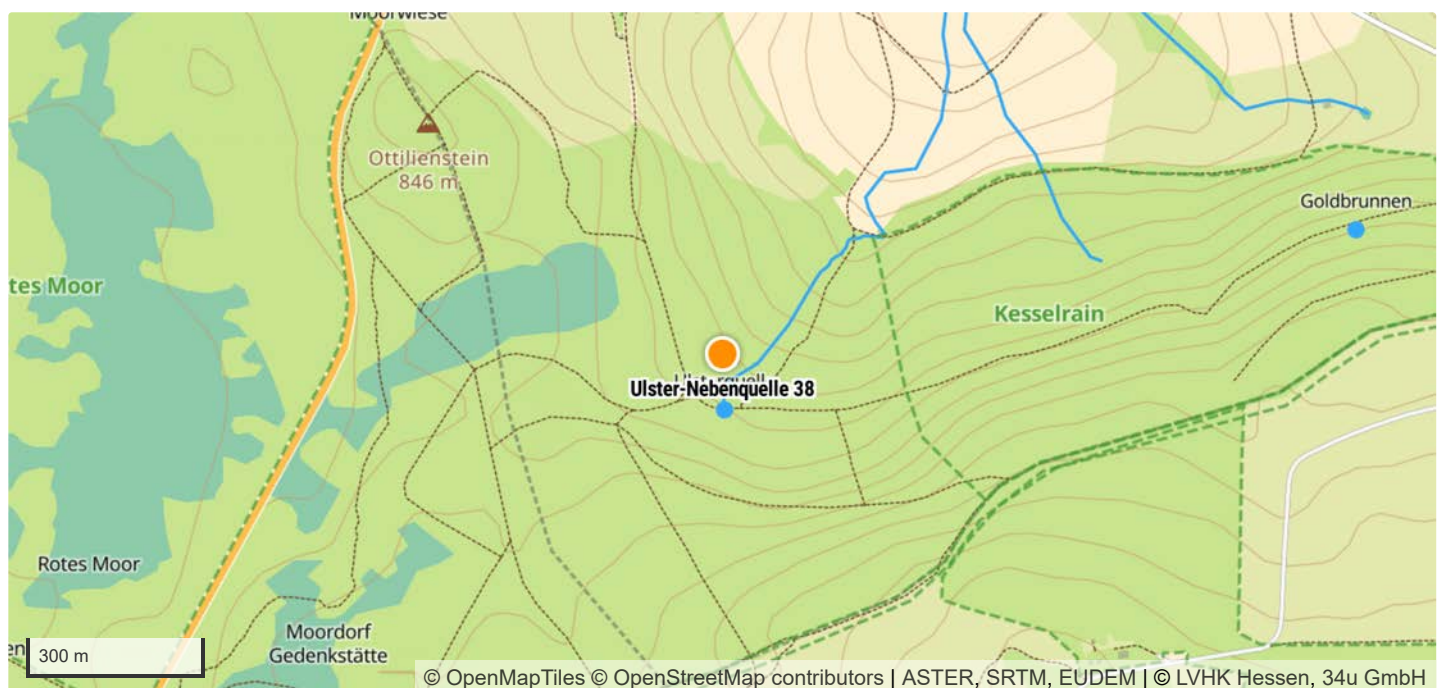 Moorwiese
Ottilienstein
846 m
Goldbrunnen
tes Moor
Kesselrain
Ulster-Nebenquelle 38
Rotes Moor
Moordorf
Gedenkstätte
en
300 m
© OpenMapTiles © OpenStreetMap contributors | ASTER, SRTM, EUDEM | © LVHK Hessen, 34u GmbH